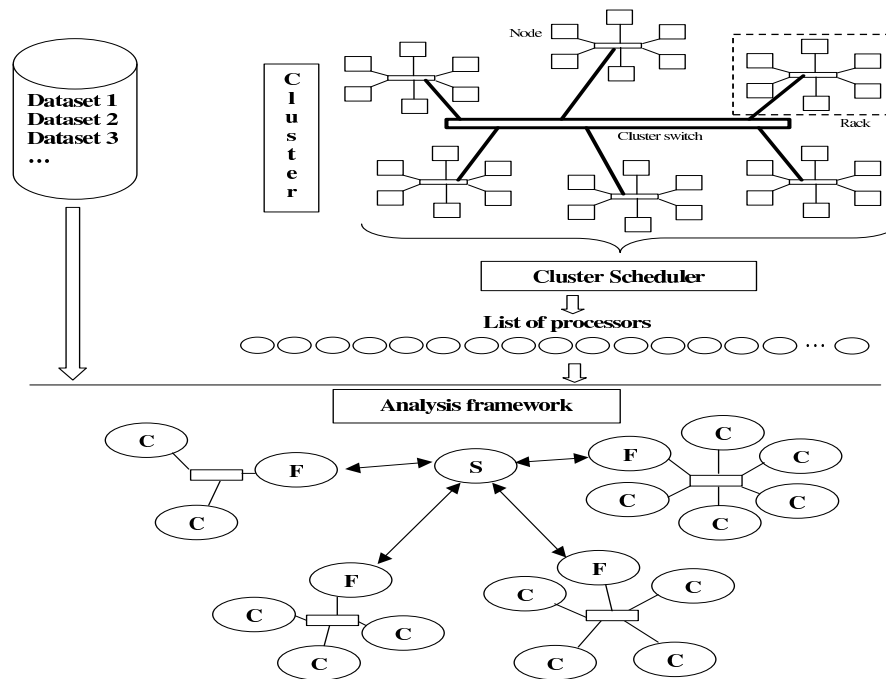 Node
Dataset 1
Dataset 2
Dataset 3
...
C
l
u
s
t
e
r
Rack
Cluster switch
Cluster Scheduler
List of processors
...
Analysis framework
C
F
C
S
F
C
C
C
C
C
F
C
C
C
F
C
C
C
C